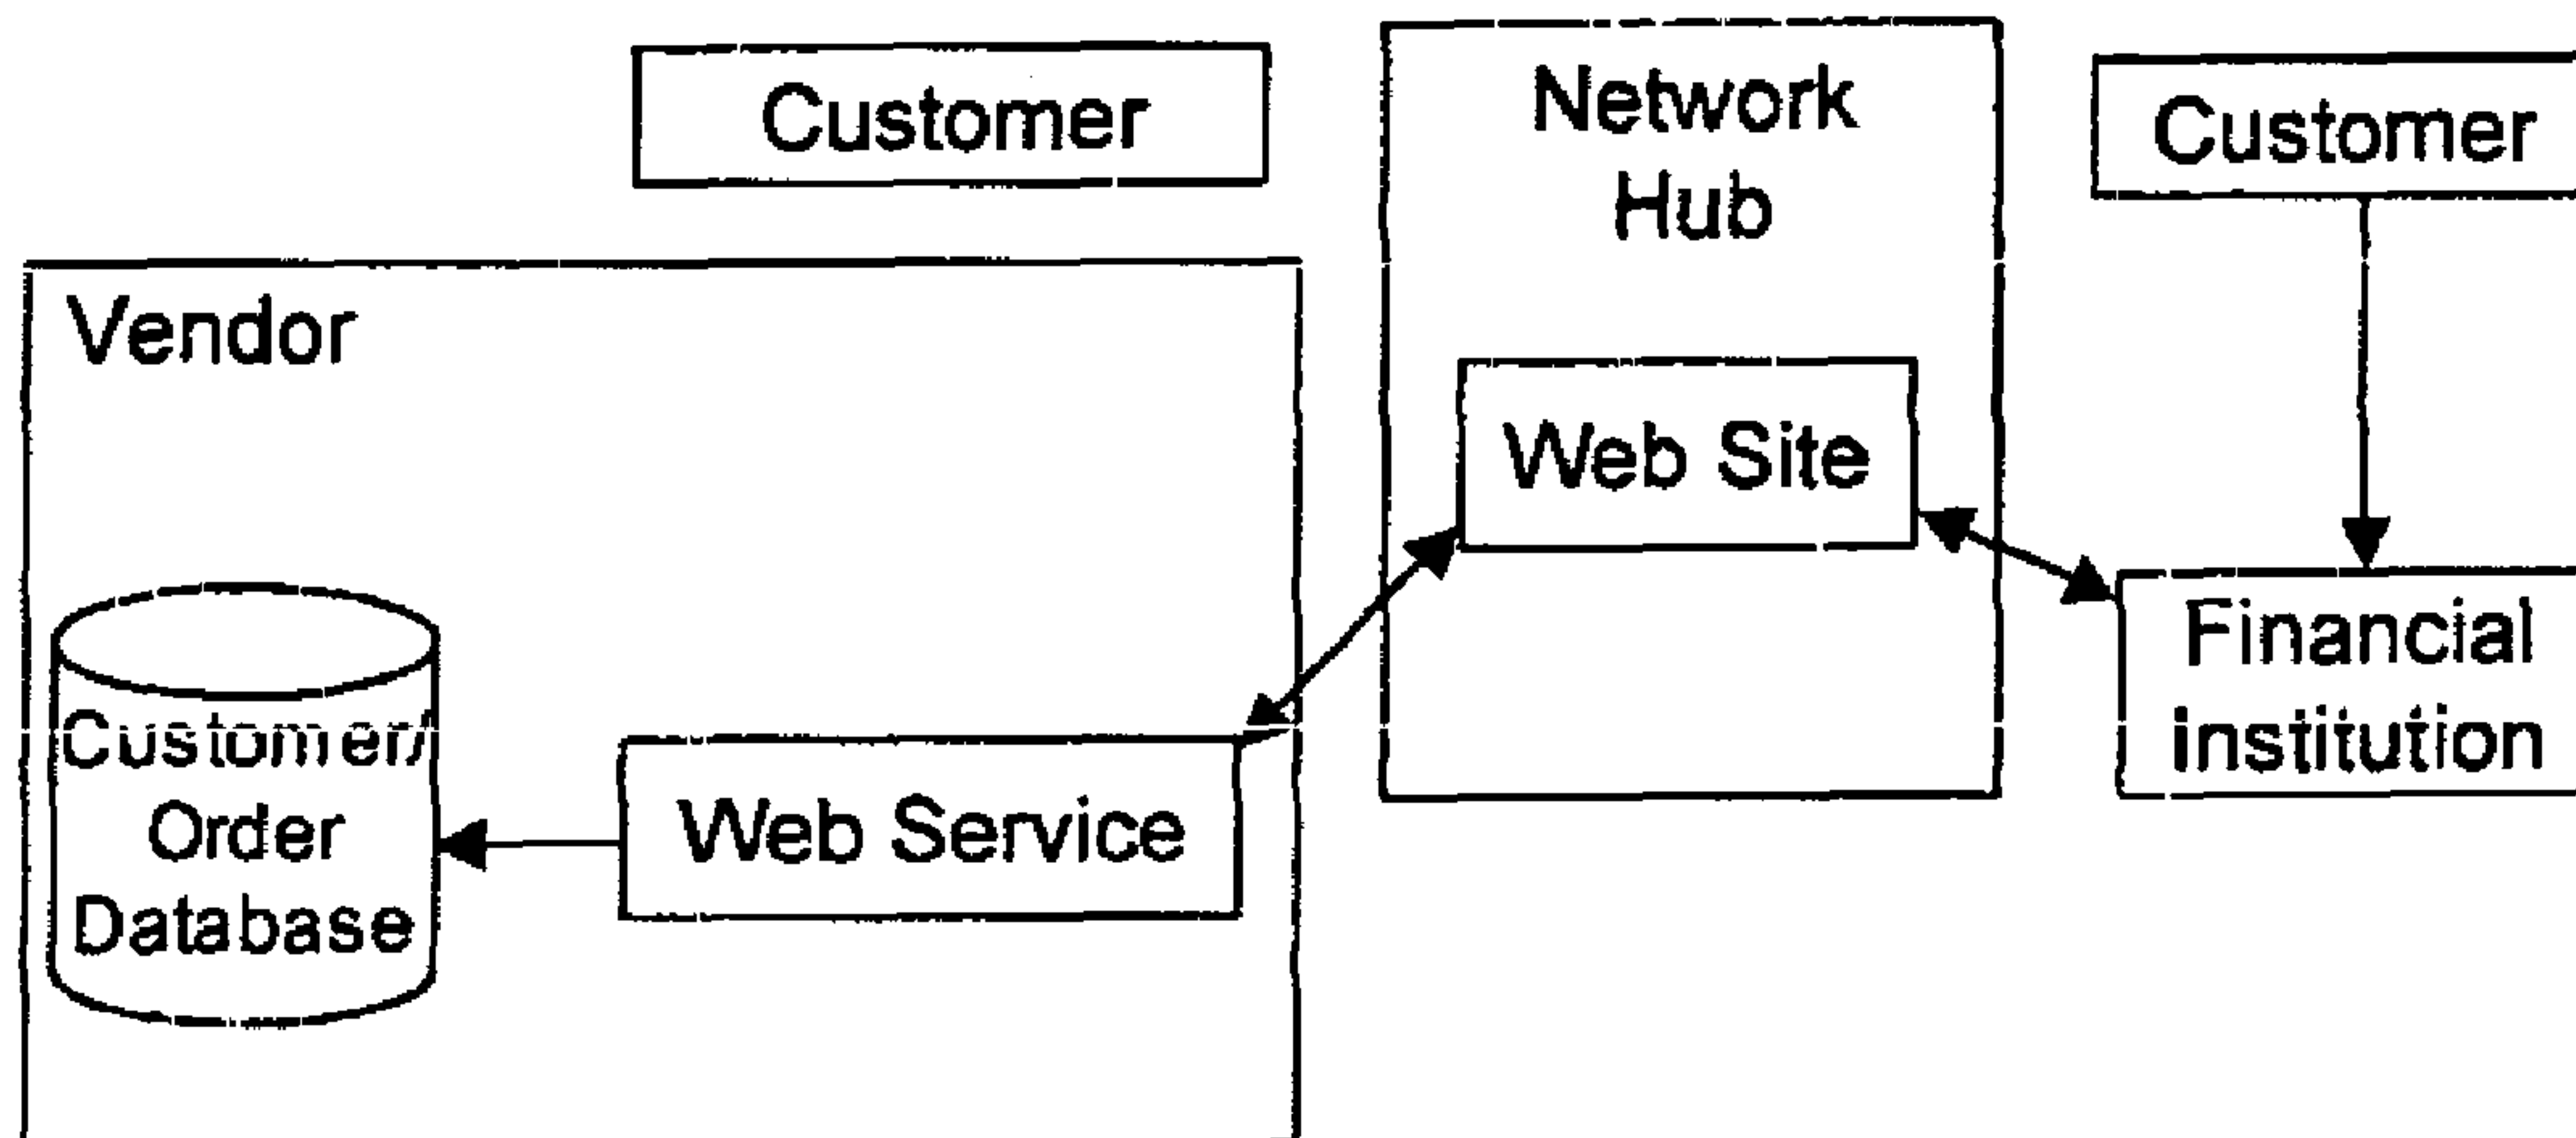 Customer
Network
Hub
Customer
Vendor
Web Site
Financial
institution
Customer/
Order
Database
Web Service